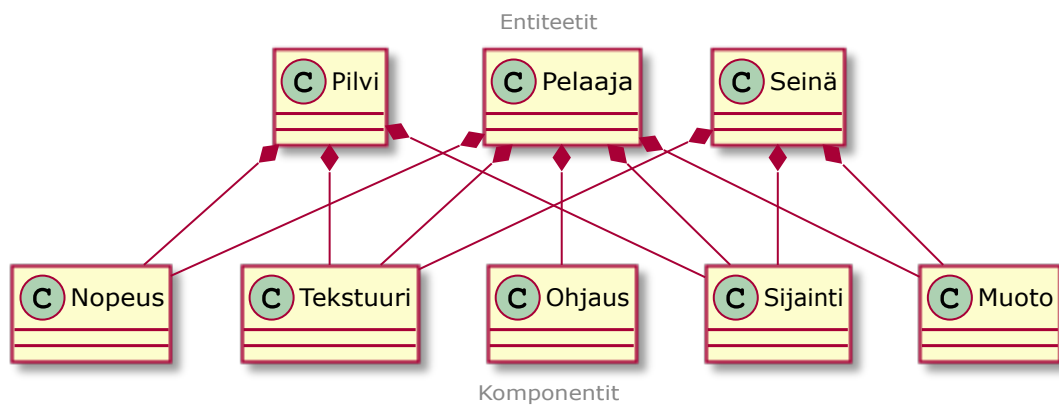 Entiteetit
C Pilvi
C Pelaaja
C Seinä
C Nopeus
C Tekstuuri
C Ohjaus
C Sijainti
C Muoto
Komponentit